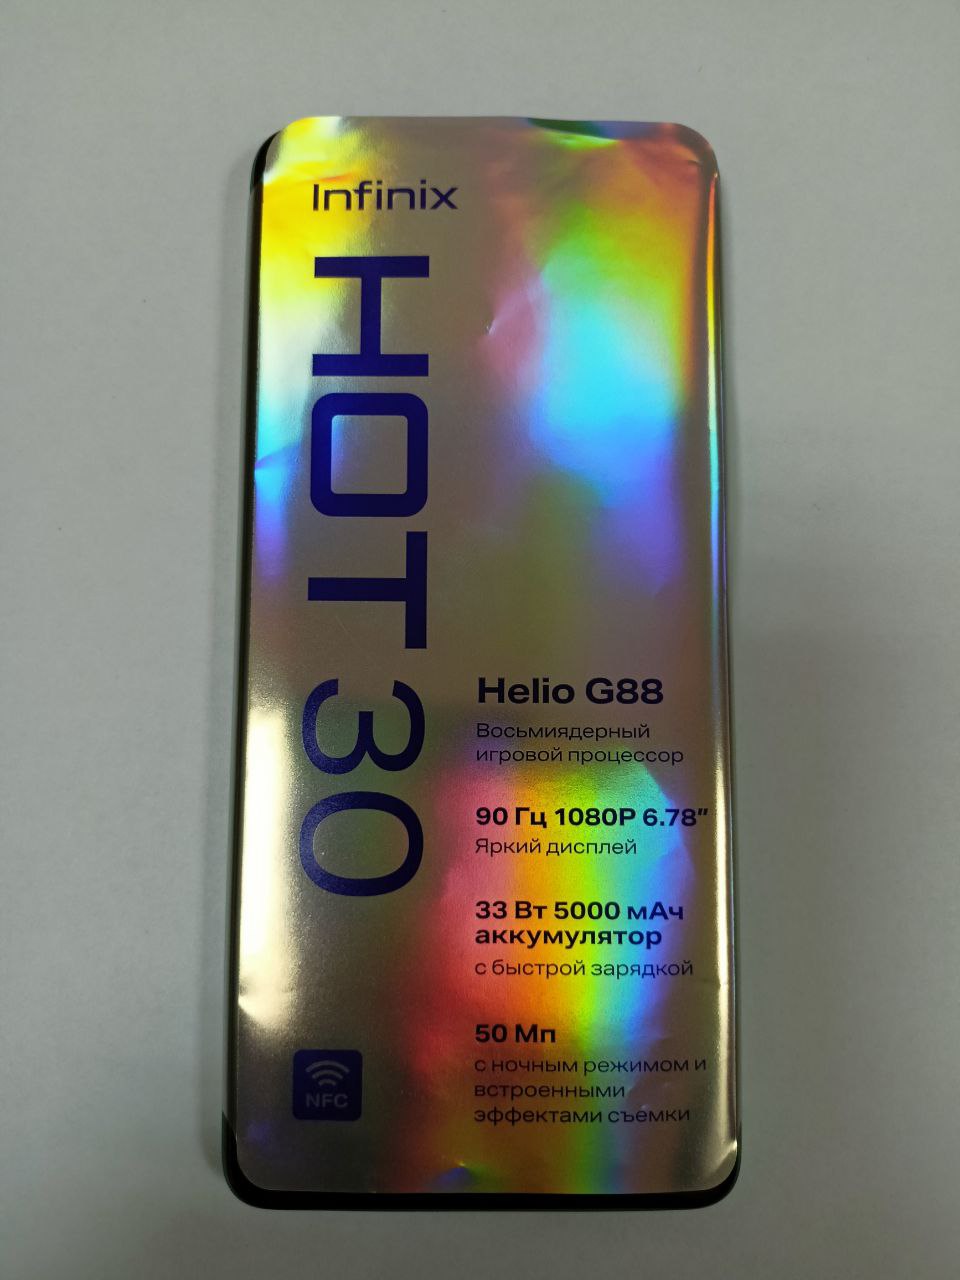 Infinix
HOT 30
Helio G88
Восьмиядерный
игровой процессор
90 Гц 1080P 6.78"
Яркий дисплей
33 Вт 5000 мАч
аккумулятор
с быстрой зарядкой
50 Мп
с ночным режимом и
встроенными
эффектами съёмки
NFC